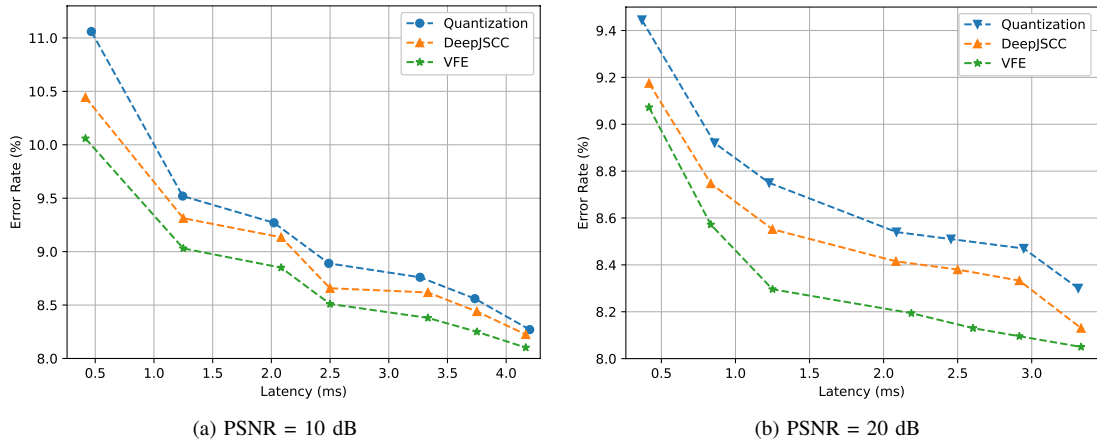 11.0
10.5
10.0
9.5
9.0
8.5
8.0
Error Rate (%)
0.5 1.0 1.5 2.0 2.5 3.0 3.5 4.0
Latency (ms)
Quantization
DeepJSCC
VFE
(a) PSNR = 10 dB
9.4
9.2
9.0
8.8
8.6
8.4
8.2
8.0
Error Rate (%)
0.5 1.0 1.5 2.0 2.5 3.0
Latency (ms)
Quantization
DeepJSCC
VFE
(b) PSNR = 20 dB